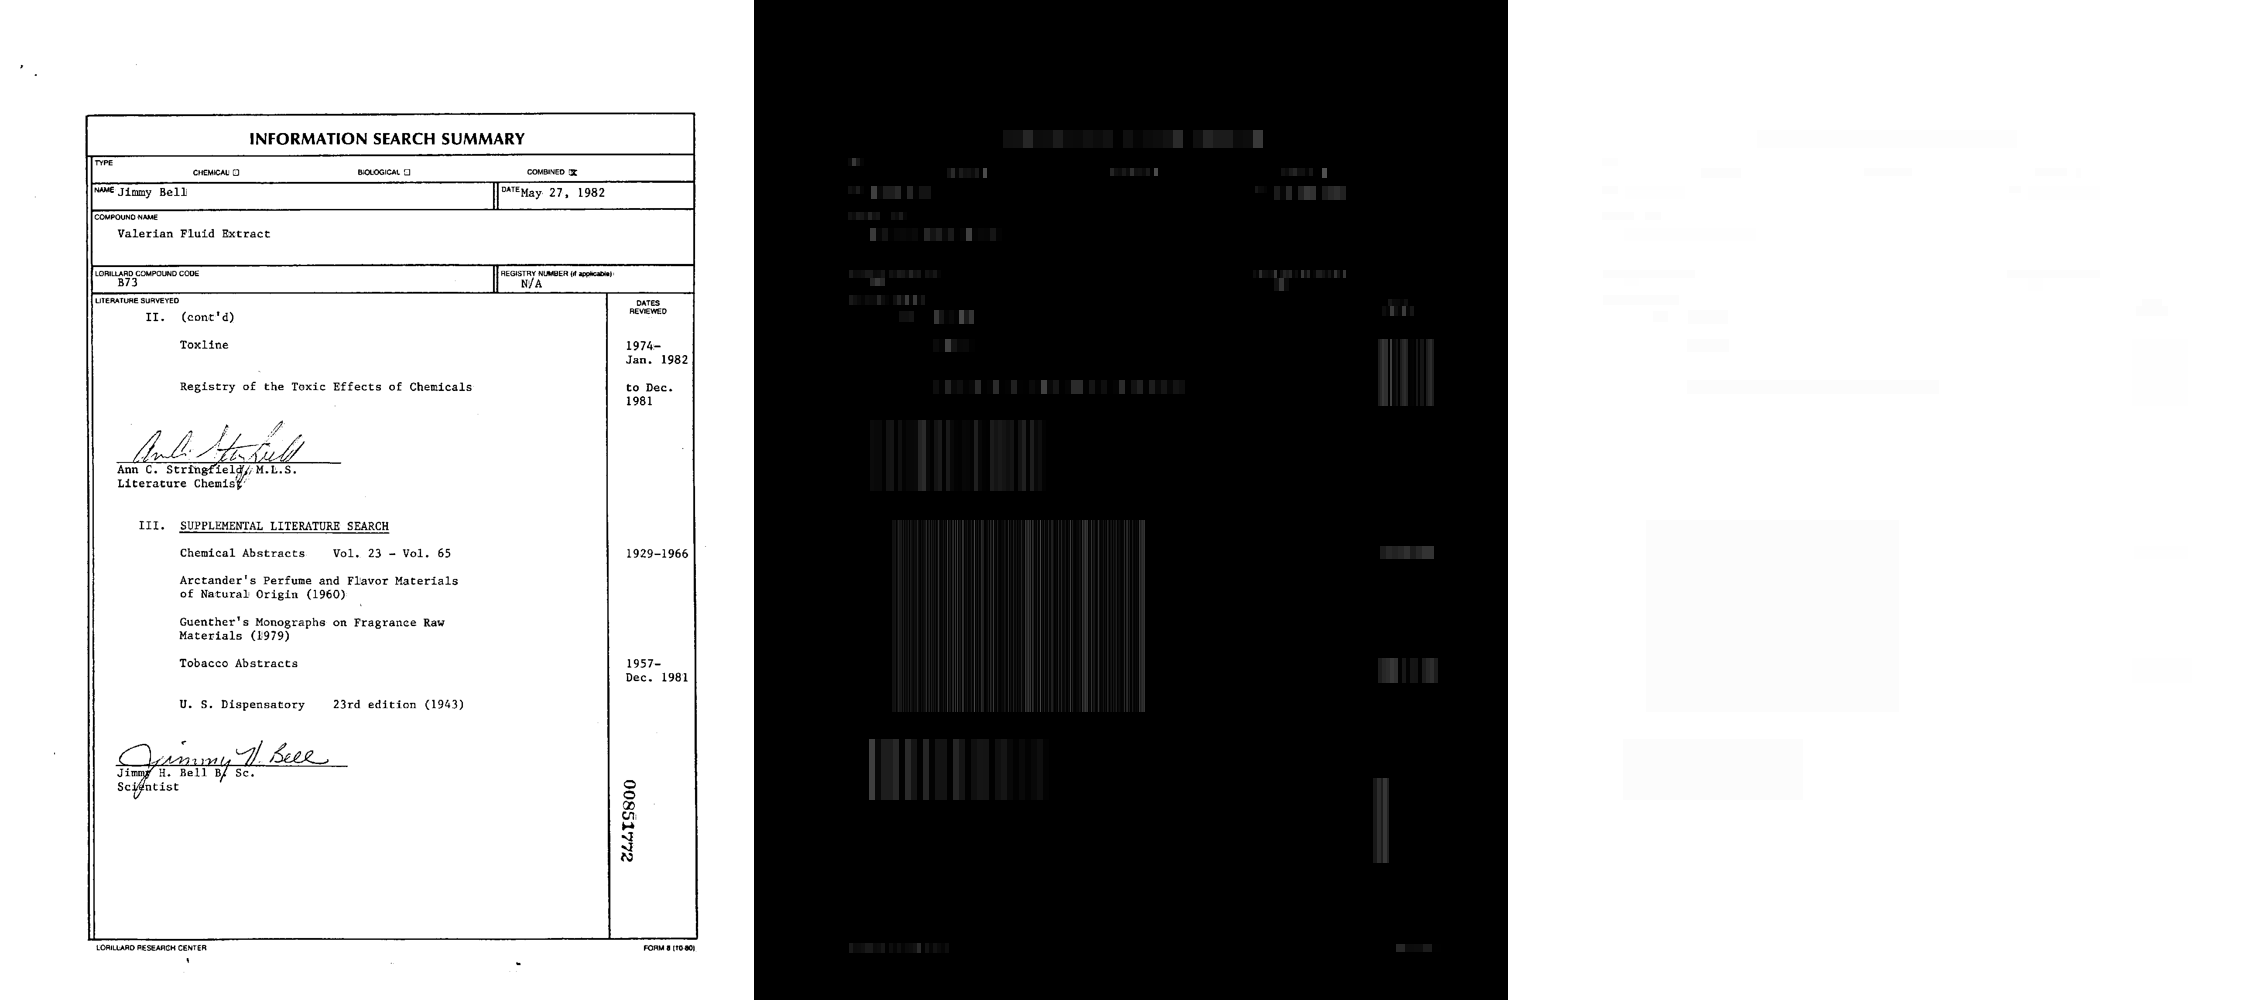 INFORMATION SEARCH SUMMARY
TYPE
CHEMICAL BIOLOGICAL COMBINED
NAME Jimmy Bell DATE May 27, 1982
COMPOUND NAME
Valerian Fluid Extract
LORILLARD COMPOUND CODE REGISTRY NUMBER (if applicable)
B73 N/A
LITERATURE SURVEYED DATES REVIEWED
II. (cont'd)
Toxline 1974-
Jan. 1982
Registry of the Toxic Effects of Chemicals to Dec.
1981
Ann C. Stringfield, M.L.S.
Literature Chemist
III. SUPPLEMENTAL LITERATURE SEARCH
Chemical Abstracts Vol. 23 - Vol. 65 1929-1966
Arctander's Perfume and Flavor Materials
of Natural Origin (1960)
Guenther's Monographs on Fragrance Raw
Materials (1979)
Tobacco Abstracts 1957-
Dec. 1981
U. S. Dispensatory 23rd edition (1943)
Jimmy H. Bell
Jimmy H. Bell B. Sc.
Scientist
00851772
LORILLARD RESEARCH CENTER FORM 8 (10-80)